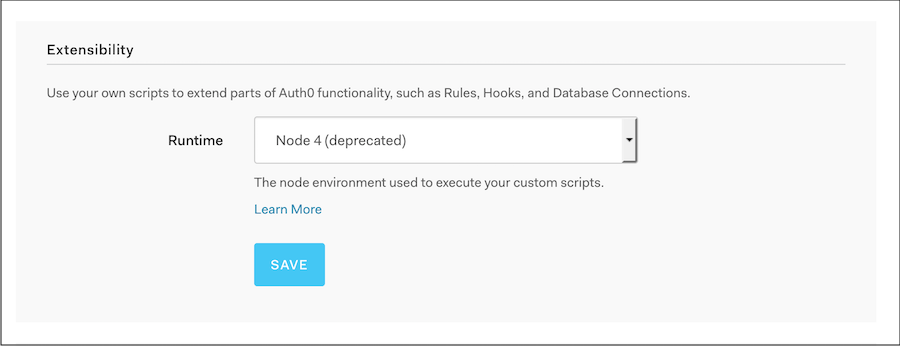 Extensibility
Use your own scripts to extend parts of Auth0 functionality, such as Rules, Hooks, and Database Connections.
Runtime
Node 4 (deprecated)
The node environment used to execute your custom scripts.
Learn More
SAVE